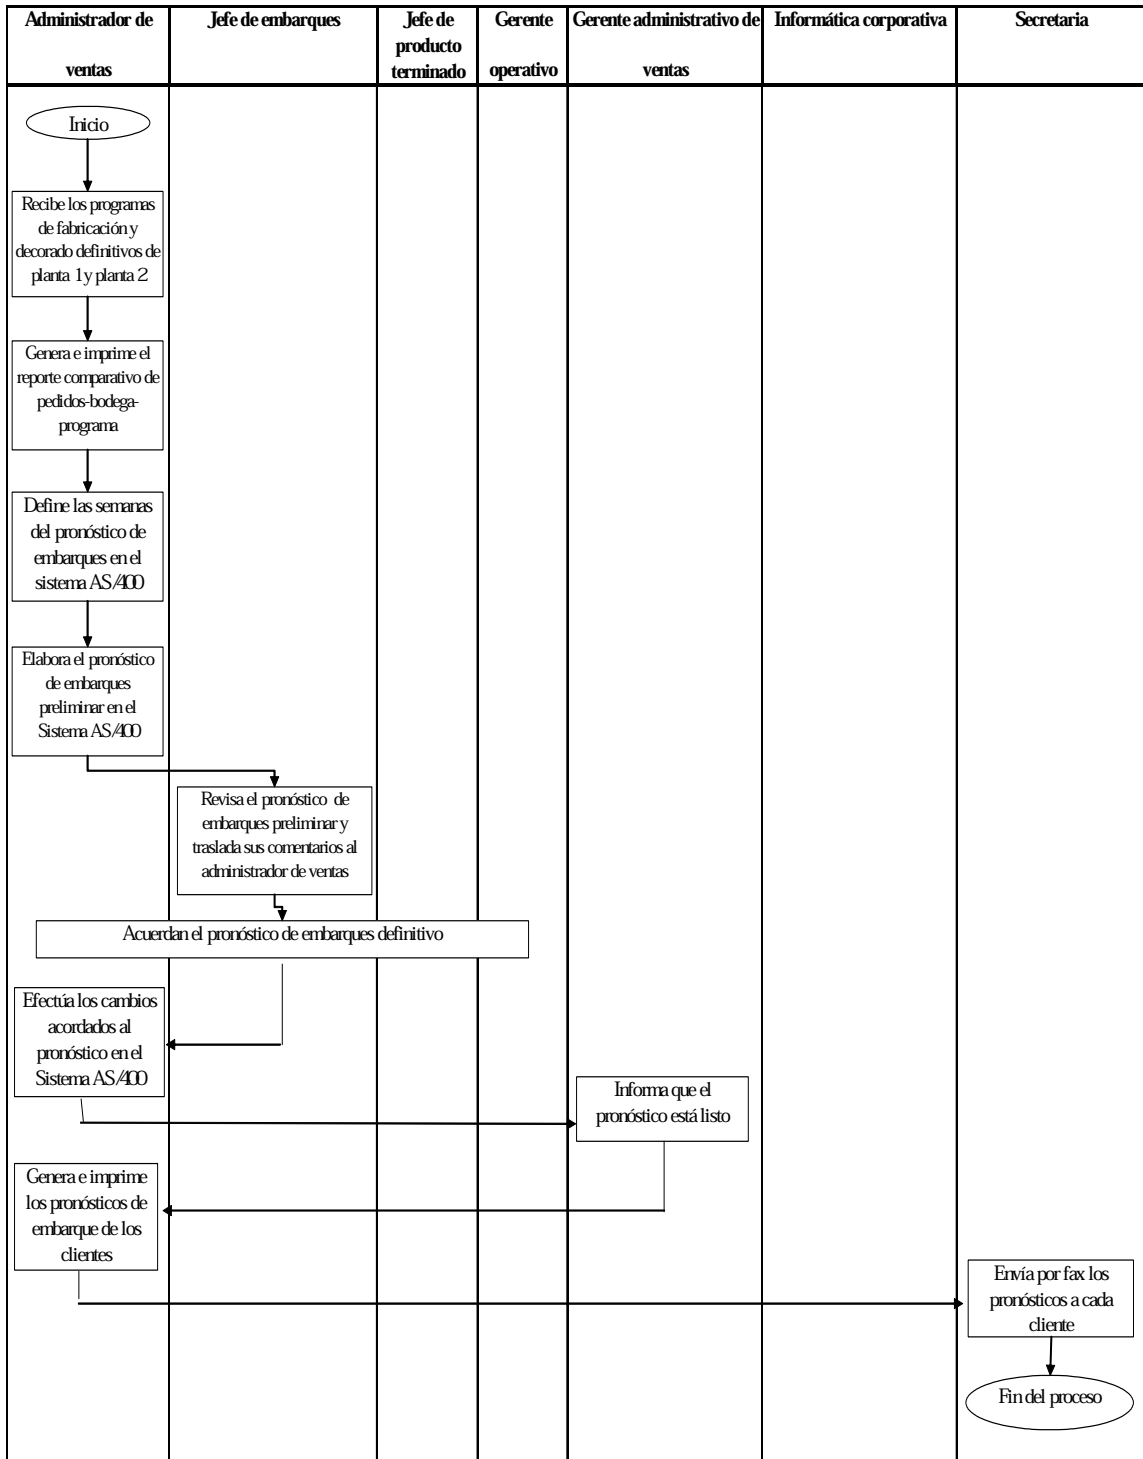 Administrador de
ventas
Jefe de embarques
Jefe de
producto
terminado
Gerente
operativo
Gerente administrativo de
ventas
Informática corporativa
Secretaria
Inicio
Recibe los programas
de fabricación y
decorado definitivos de
planta 1 y planta 2
Genera e imprime el
reporte comparativo de
pedidos-bodega-
programa
Define las semanas
del pronóstico de
embarques en el
sistema AS/400
Elabora el pronóstico
de embarques
preliminar en el
Sistema AS/400
Revisa el pronóstico de
embarques preliminar y
traslada sus comentarios al
administrador de ventas
Acuerdan el pronóstico de embarques definitivo
Efectúa los cambios
acordados al
pronóstico en el
Sistema AS/400
Informa que el
pronóstico está listo
Genera e imprime
los pronósticos de
embarque de los
clientes
Envía por fax los
pronósticos a cada
cliente
Fin del proceso